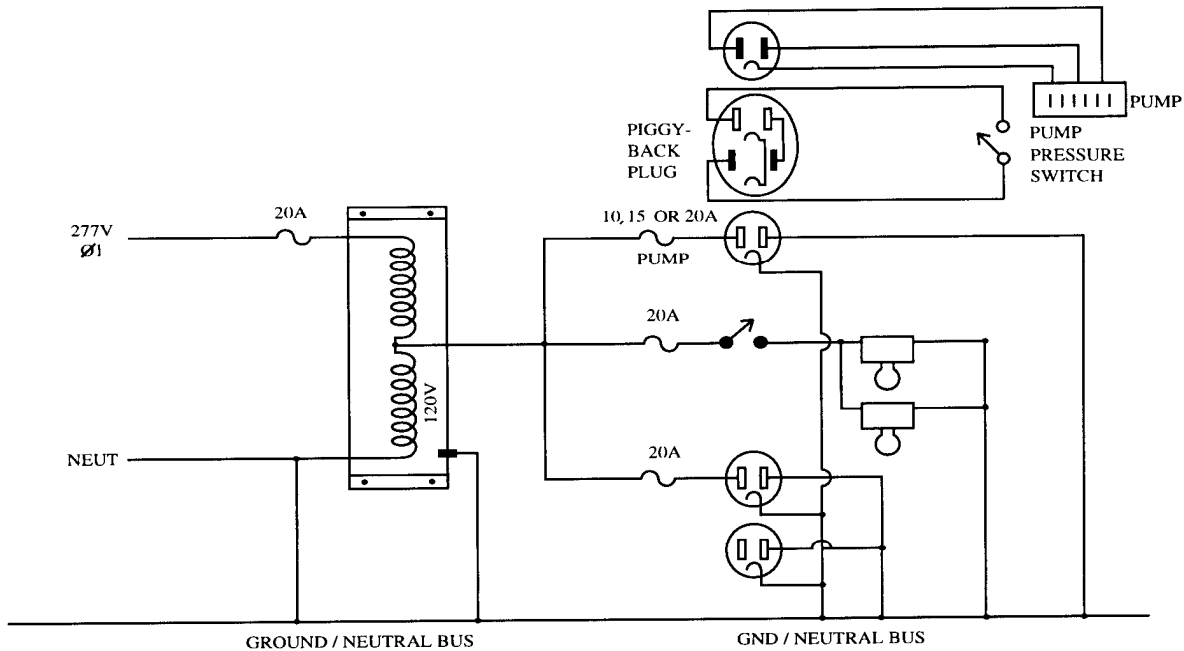 PUMP
PIGGY-
BACK
PLUG
PUMP
PRESSURE
SWITCH
277V
Ø1
20A
10, 15 OR 20A
PUMP
20A
120V
NEUT
20A
GROUND / NEUTRAL BUS
GND / NEUTRAL BUS